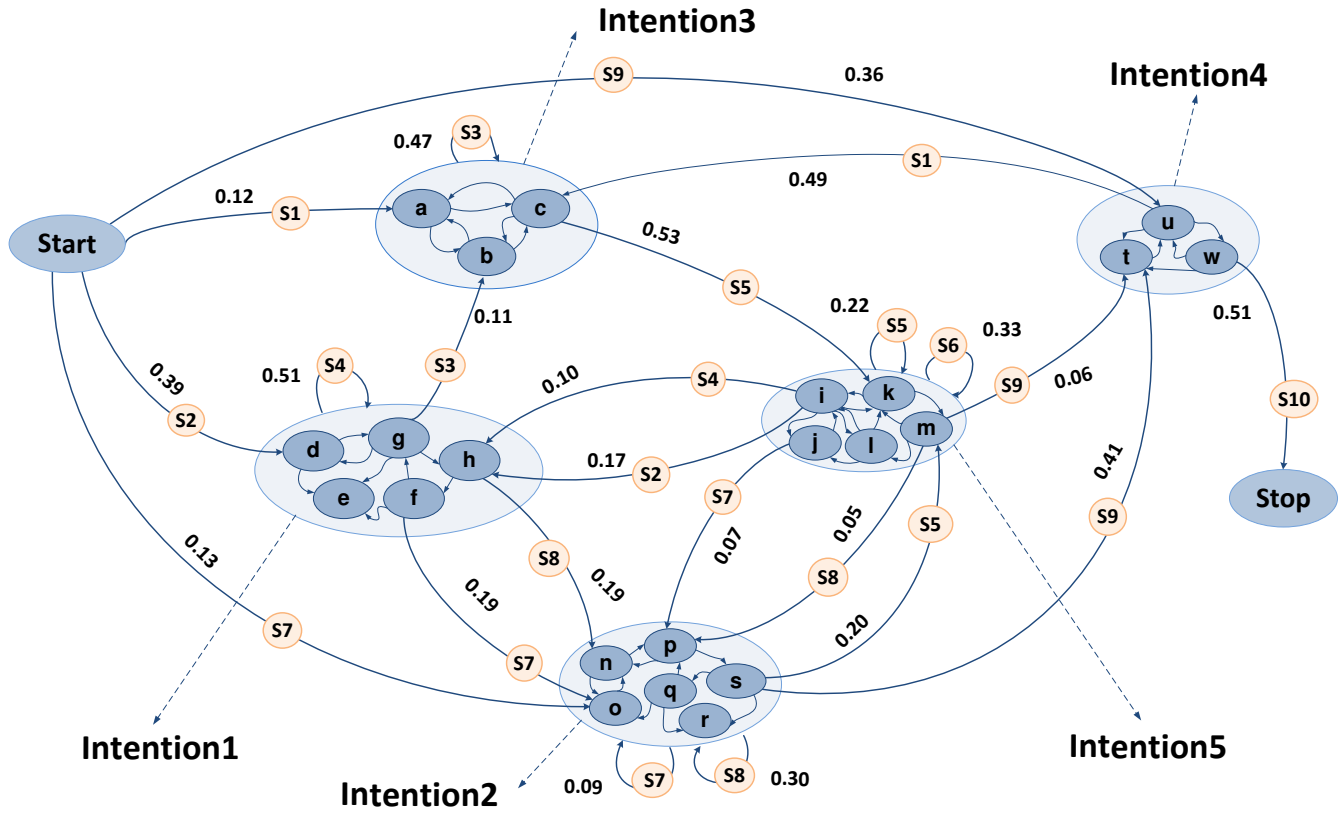 Intention3
S9
0.36
Intention4
0.47
S3
S1
0.49
0.12
S1
a
c
b
u
t
w
Start
0.53
S5
0.51
0.11
0.22
S5
0.33
S6
S3
0.51
S4
0.39
S2
0.10
S4
S9
0.06
S10
i
k
j
l
m
d
g
h
e
f
0.17
S2
0.41
Stop
S7
0.07
0.05
S5
S9
0.13
S8
0.19
0.19
S8
0.20
S7
S7
n
p
o
q
s
r
Intention1
Intention5
0.09
S7
S8
0.30
Intention2